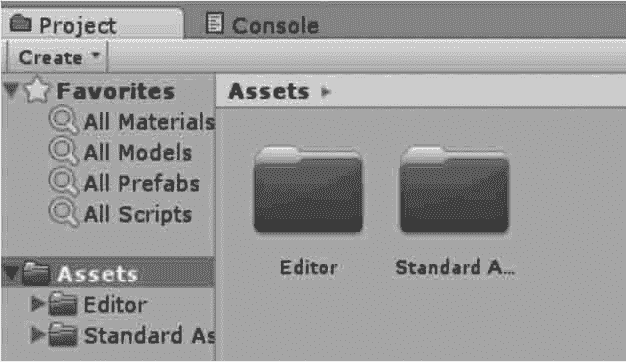 Project
Console
Create
Favorites
All Materials
All Models
All Prefabs
All Scripts
Assets
Editor
Standard As
Assets
Editor
Standard A...